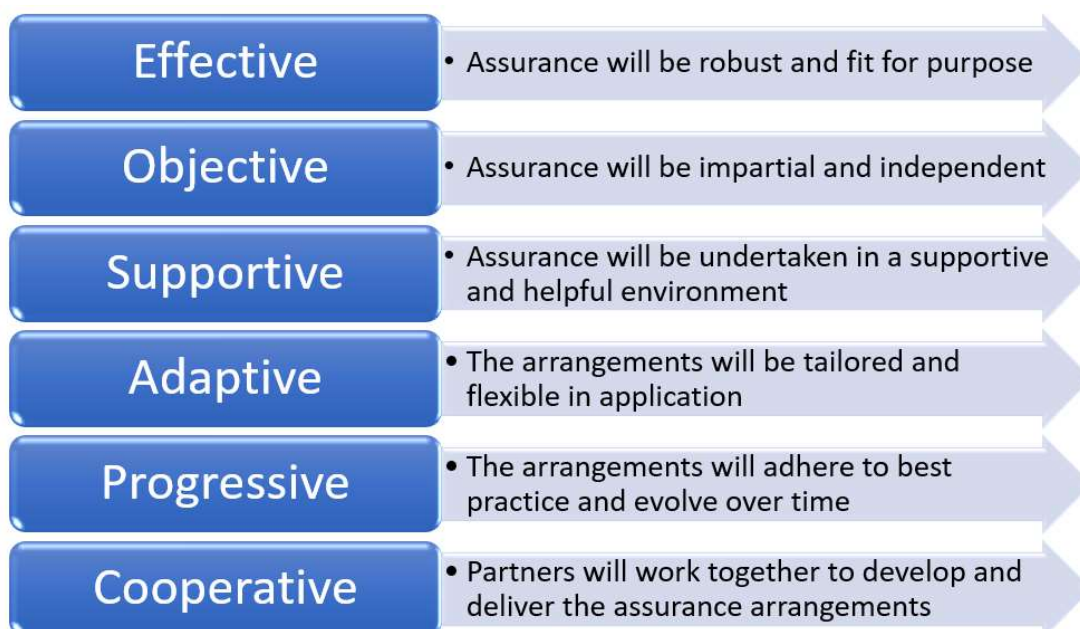 Effective
• Assurance will be robust and fit for purpose
Objective
• Assurance will be impartial and independent
Supportive
• Assurance will be undertaken in a supportive
and helpful environment
Adaptive
• The arrangements will be tailored and
flexible in application
Progressive
• The arrangements will adhere to best
practice and evolve over time
Cooperative
• Partners will work together to develop and
deliver the assurance arrangements